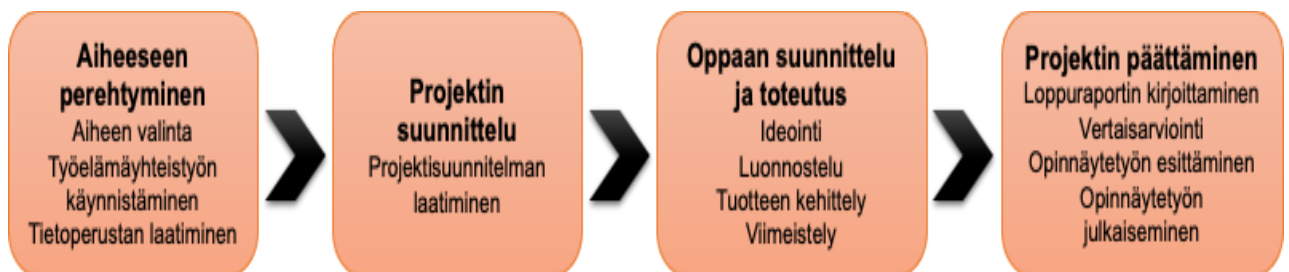 Aiheeseen
perehtyminen
Aiheen valinta
Työelämäyhteistyön
käynnistäminen
Tietoperustan laatiminen
Projektin
suunnittelu
Projektisuunnitelman
laatiminen
Oppaan suunnittelu
ja toteutus
Ideointi
Luonnostelu
Tuotteen kehittely
Viimeistely
Projektin päättäminen
Loppuraportin kirjoittaminen
Vertaisarviointi
Opinnäytetyön esittäminen
Opinnäytetyön
julkaiseminen